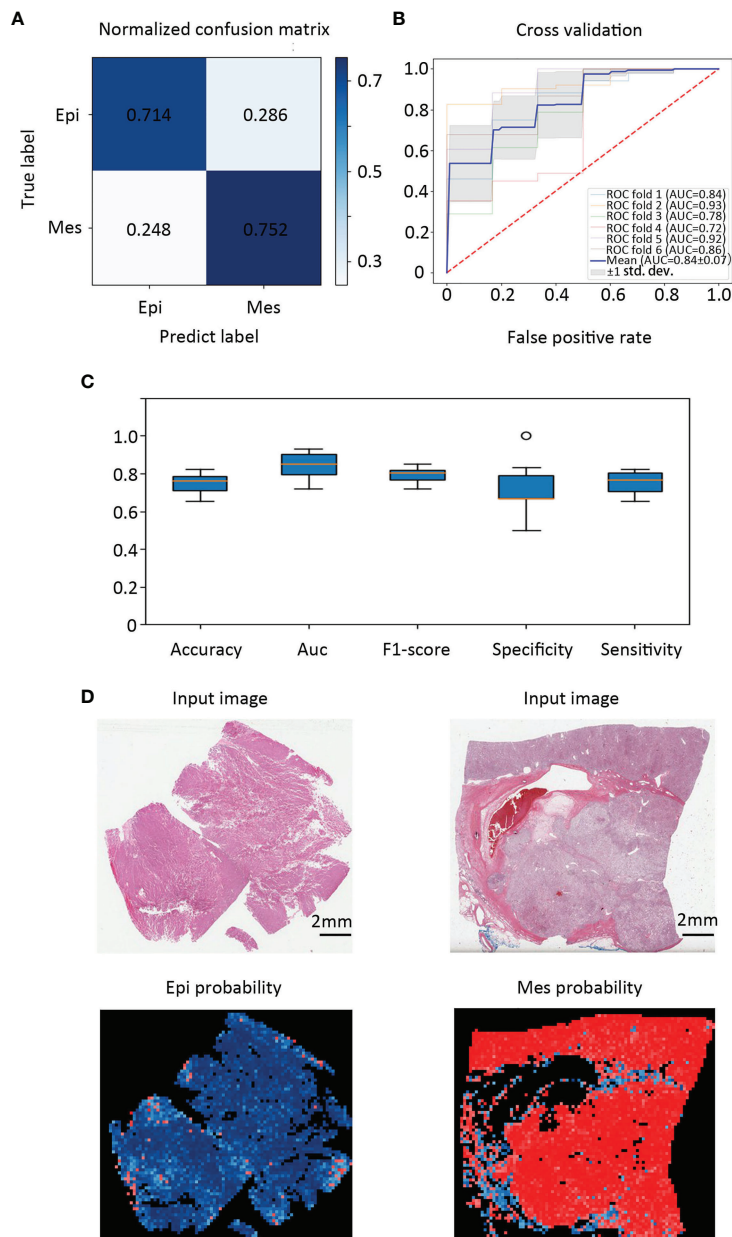 A
Normalized confusion matrix
True label
Epi
Mes
0.714
0.286
0.248
0.752
Epi
Mes
Predict label
0.7
0.5
0.3
B
Cross validation
1.0
0.8
0.6
0.4
0.2
0
0
0.2
0.4
0.6
0.8
1.0
False positive rate
ROC fold 1 (AUC=0.84)
ROC fold 2 (AUC=0.93)
ROC fold 3 (AUC=0.78)
ROC fold 4 (AUC=0.72)
ROC fold 5 (AUC=0.92)
ROC fold 6 (AUC=0.86)
Mean (AUC=0.84±0.07)
±1 std. dev.
C
1.0
0.8
0.6
0.4
0.2
0
Accuracy
Auc
F1-score
Specificity
Sensitivity
D
Input image
Input image
2mm
2mm
Epi probability
Mes probability